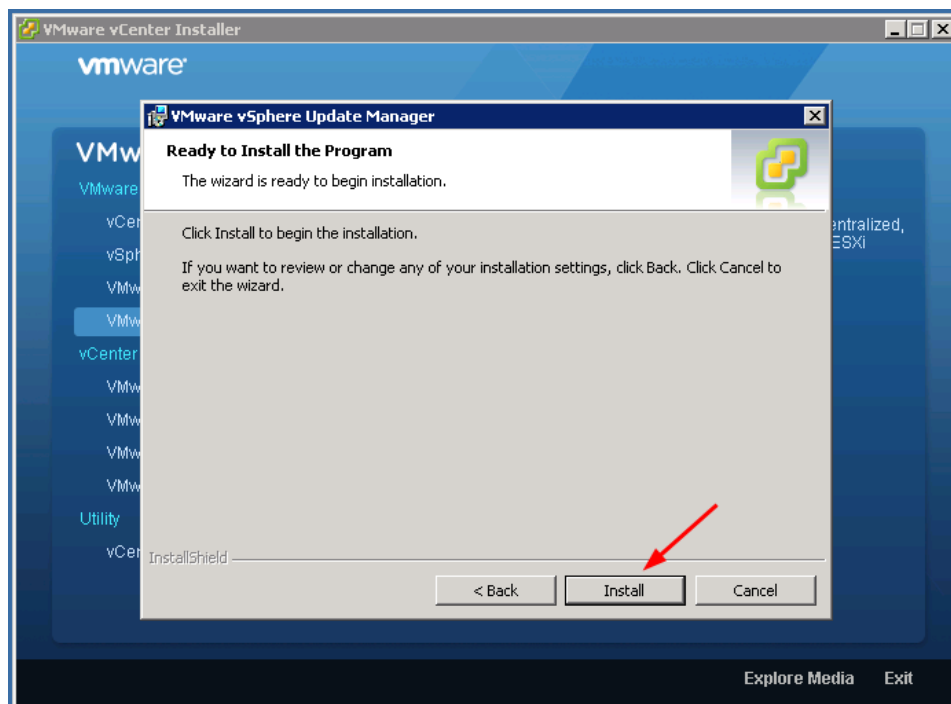 VMware vCenter Installer
vmware
VMware vSphere Update Manager
Ready to Install the Program
The wizard is ready to begin installation.
Click Install to begin the installation.
If you want to review or change any of your installation settings, click Back. Click Cancel to
exit the wizard.
InstallShield
< Back
Install
Cancel
VMw
VMware
vCen
vSph
VMw
VMw
vCenter
VMw
VMw
VMw
VMw
Utility
vCen
entralized,
ESXi
Explore Media
Exit